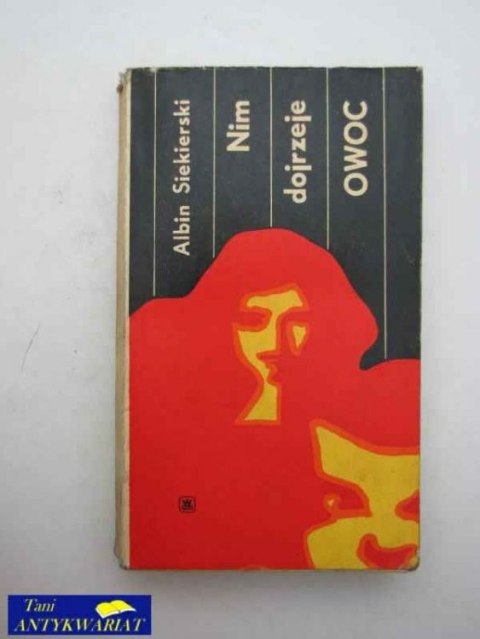 Albin Siekierski
Nim
dojrzeje
OWOC
Tani
ANTYKWARIAT